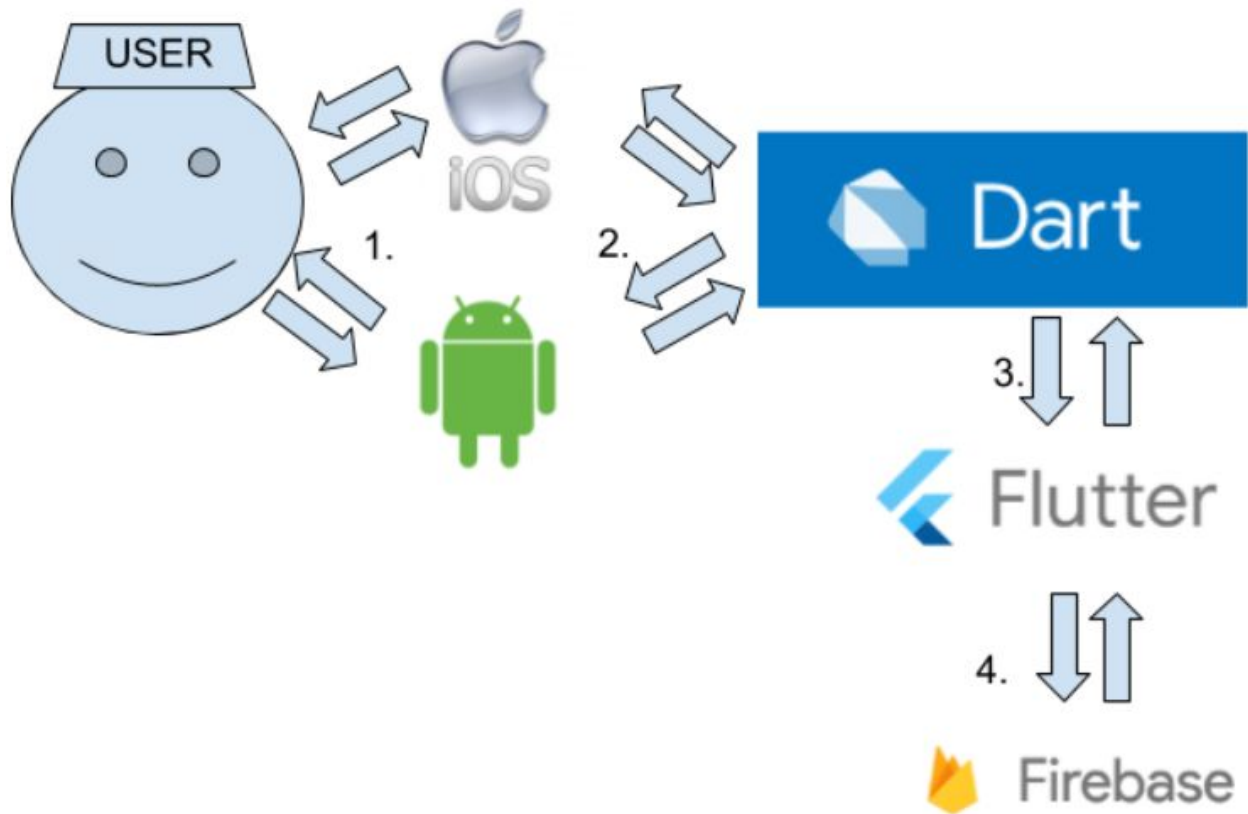 USER
iOS
1.
2.
Dart
3.
Flutter
4.
Firebase